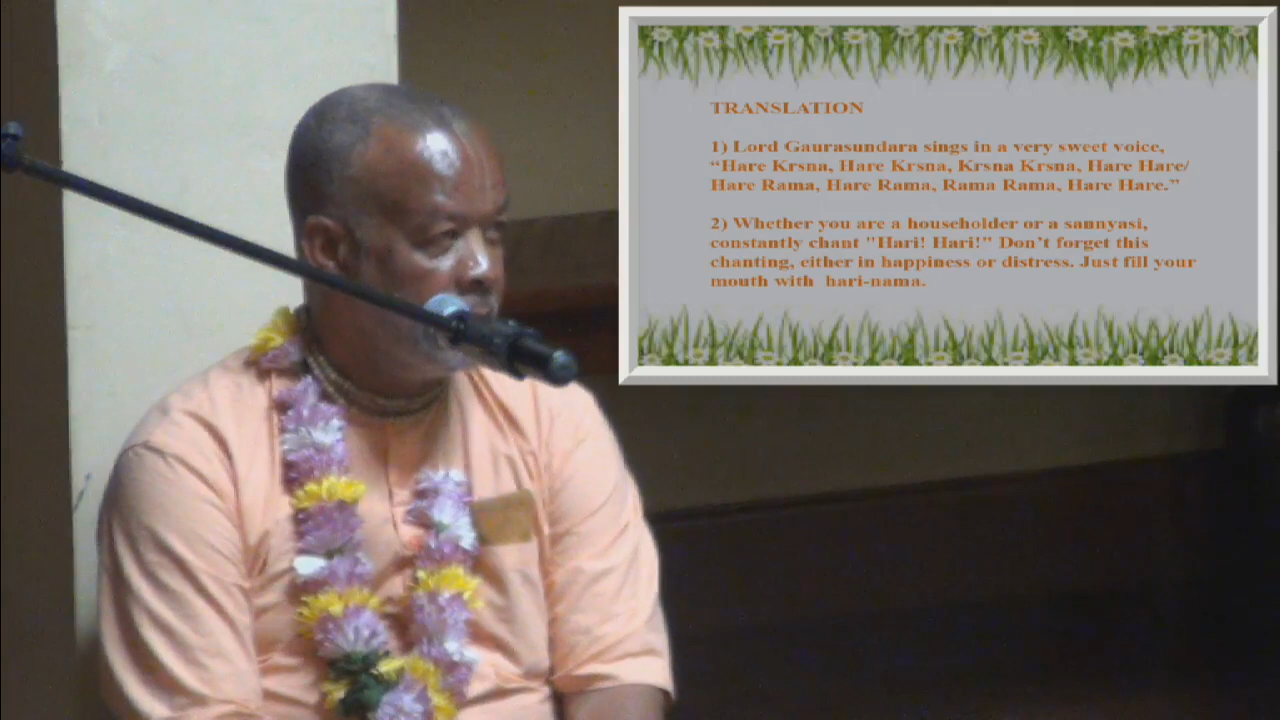 TRANSLATION
1) Lord Gaurasundara sings in a very sweet voice,
“Hare Krsna, Hare Krsna, Krsna Krsna, Hare Hare/
Hare Rama, Hare Rama, Rama Rama, Hare Hare.”
2) Whether you are a householder or a sannyasi,
constantly chant "Hari! Hari!" Don’t forget this
chanting, either in happiness or distress. Just fill your
mouth with hari-nama.